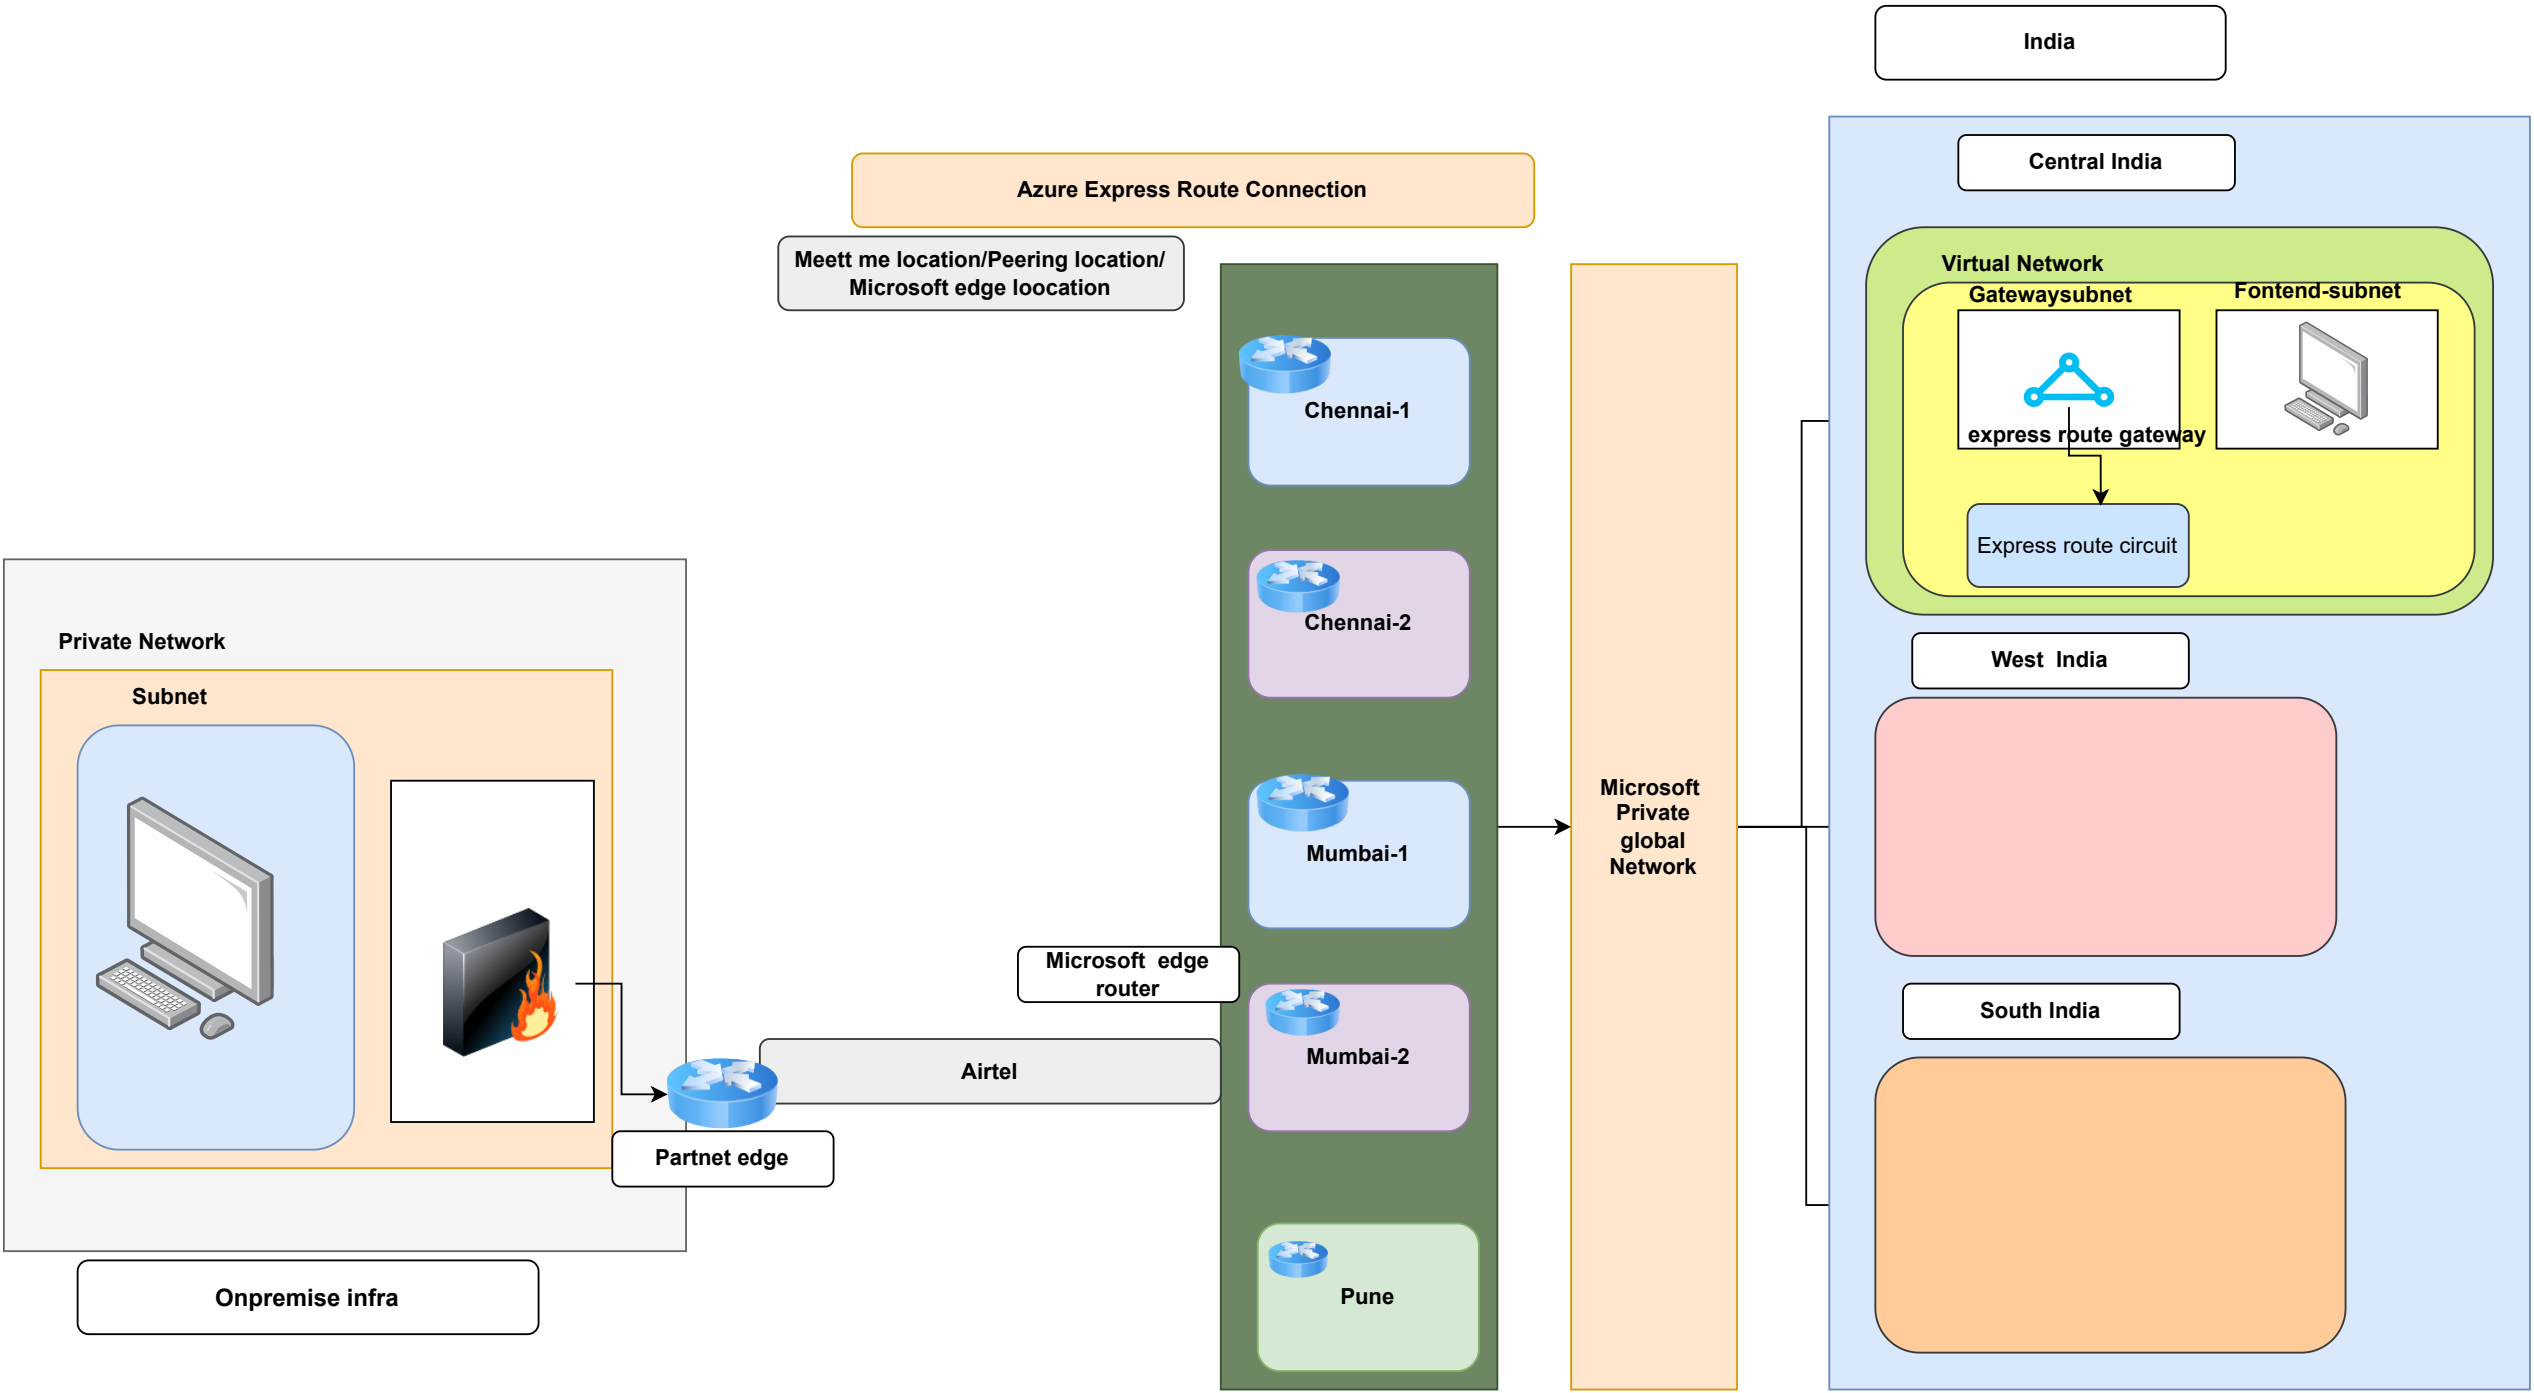 India
Central India
Azure Express Route Connection
Meett me location/Peering location/
Microsoft edge loocation
Virtual Network
Gatewaysubnet
Fontend-subnet
Chennai-1
express route gateway
Express route circuit
Chennai-2
Private Network
West  India
Subnet
Microsoft
Private
global
Network
Mumbai-1
Microsoft  edge
router
South India
Mumbai-2
Airtel
Partnet edge
Pune
Onpremise infra